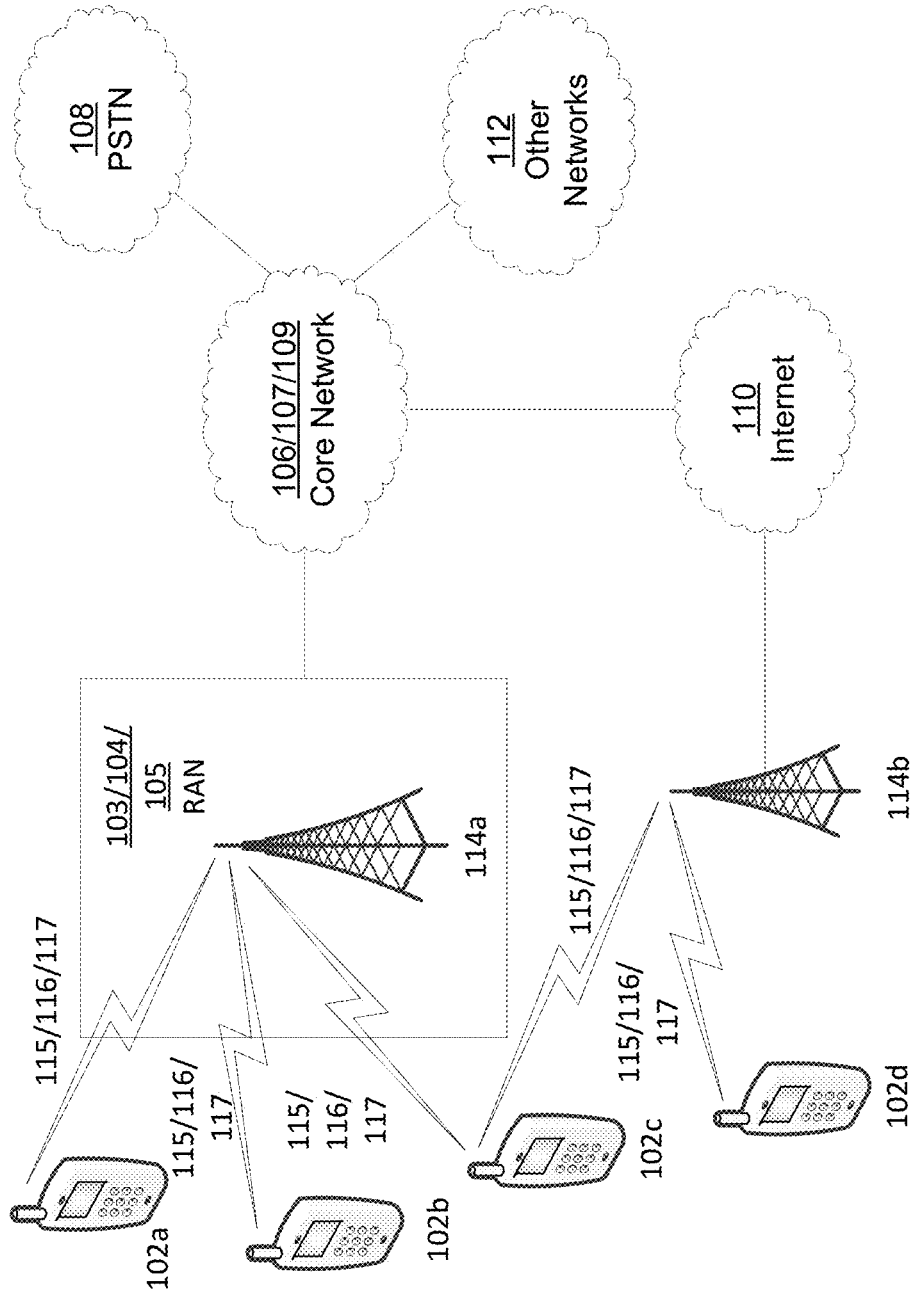 115/116/117
103/104/
105
RAN
106/107/109
Core Network
108
PSTN
102a
115/116/
117
114a
112
Other
Networks
102b
115/
116/
117
115/116/117
102c
115/116/
117
110
Internet
102d
114b